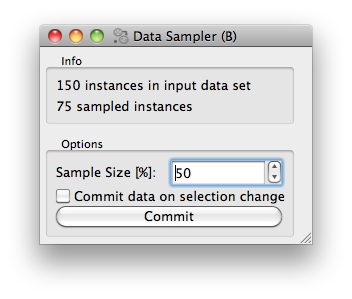 Data Sampler (B)
Info
150 instances in input data set
75 sampled instances
Options
Sample Size [%]: 50
Commit data on selection change
Commit